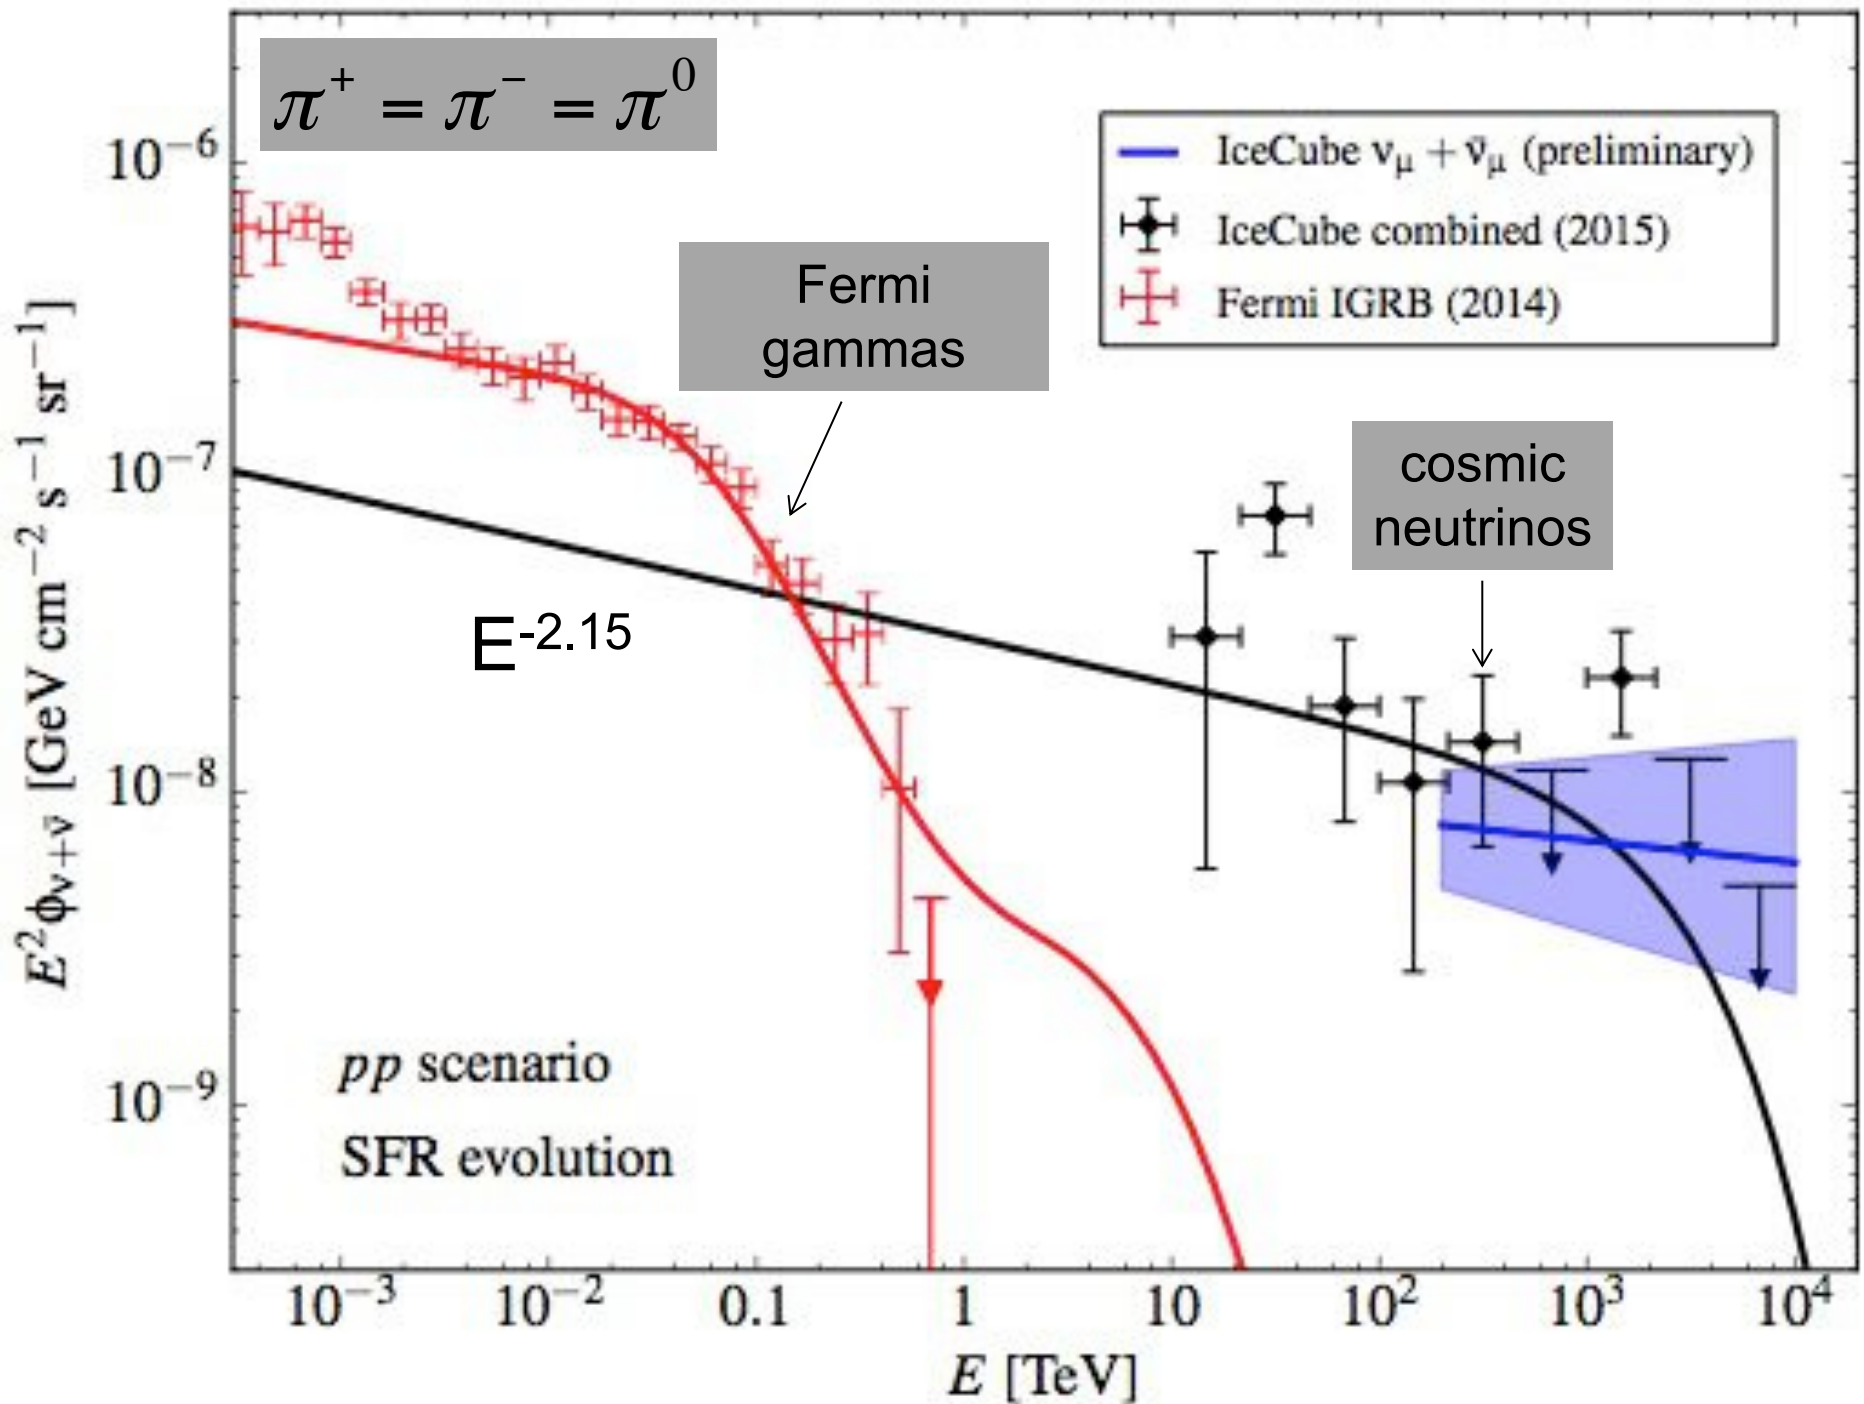 π⁺ = π⁻ = π⁰
10⁻⁶
10⁻⁷
10⁻⁸
10⁻⁹
E²ϕ_{ν+ν̄} [GeV cm⁻² s⁻¹ sr⁻¹]
IceCube ν_μ + ν̄_μ (preliminary)
IceCube combined (2015)
Fermi IGRB (2014)
Fermi
gammas
cosmic
neutrinos
E⁻²·¹⁵
pp scenario
SFR evolution
10⁻³ 10⁻² 0.1 1 10 10² 10³ 10⁴
E [TeV]